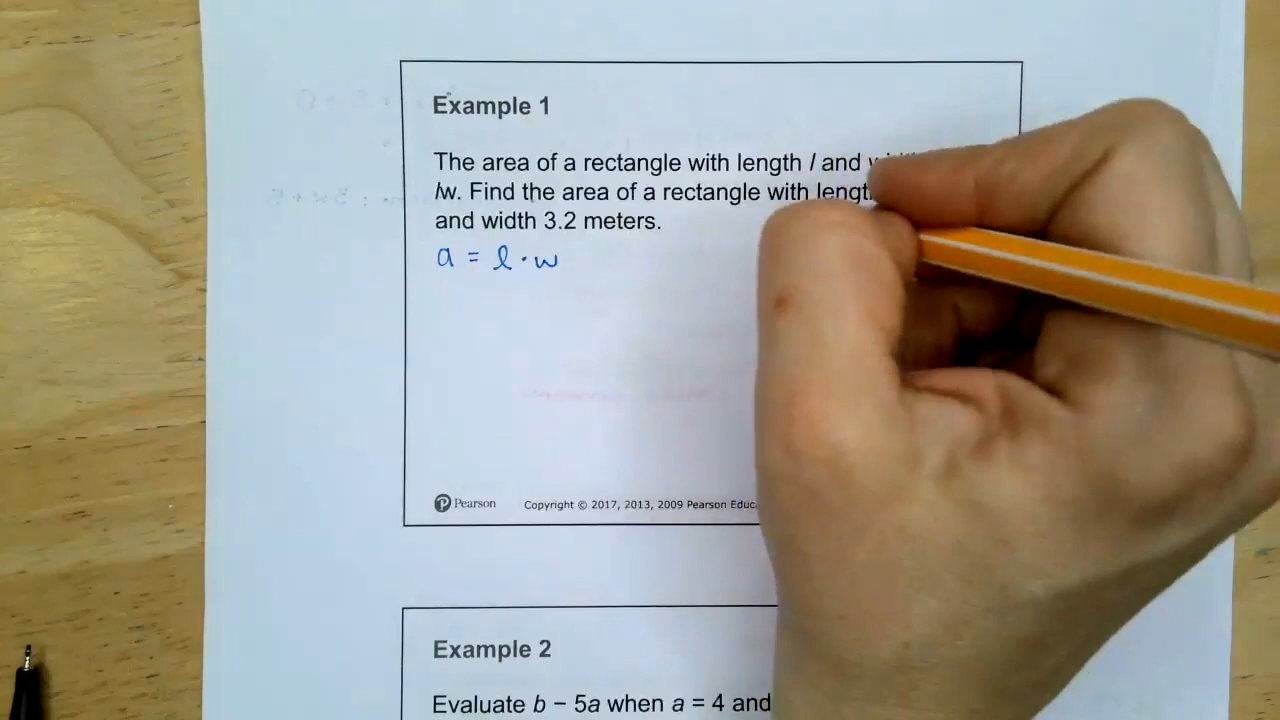 Example 1
The area of a rectangle with length l and
lw. Find the area of a rectangle with
and width 3.2 meters.
a = l · w
Pearson
Copyright © 2017, 2013, 2009 Pearson
Example 2
Evaluate b − 5a when a = 4 and